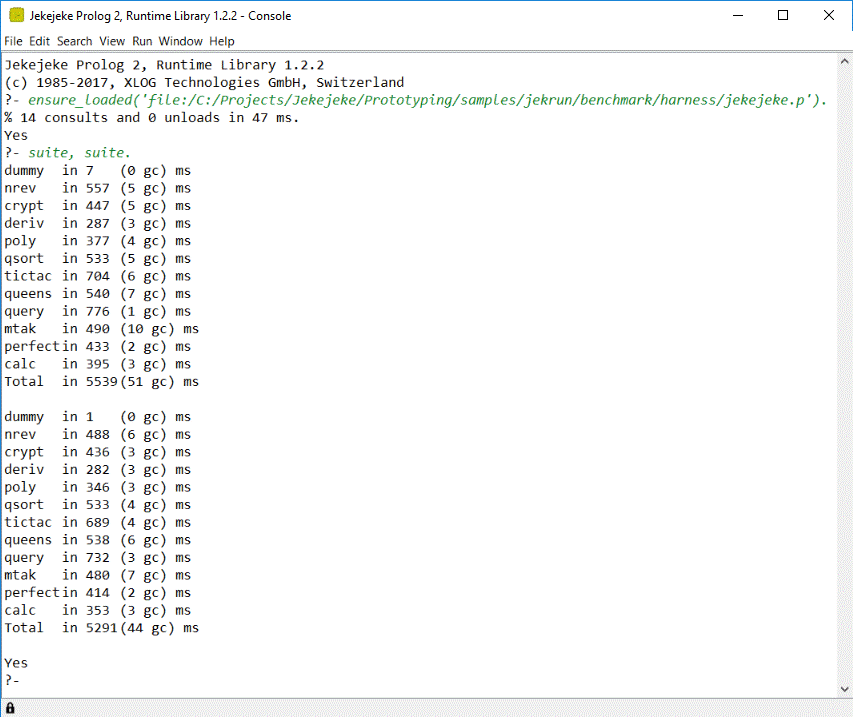 Jekejeke Prolog 2, Runtime Library 1.2.2 - Console
File Edit Search View Run Window Help
Jekejeke Prolog 2, Runtime Library 1.2.2
(c) 1985-2017, XLOG Technologies GmbH, Switzerland
?- ensure_loaded('file:/C:/Projects/Jekejeke/Prototyping/samples/jekrun/benchmark/harness/jekejeke.p').
% 14 consults and 0 unloads in 47 ms.
Yes
?- suite, suite.
dummy  in 7   (0 gc) ms
nrev   in 557 (5 gc) ms
crypt  in 447 (5 gc) ms
deriv  in 287 (3 gc) ms
poly   in 377 (4 gc) ms
qsort  in 533 (5 gc) ms
tictac in 704 (6 gc) ms
queens in 540 (7 gc) ms
query  in 776 (1 gc) ms
mtak   in 490 (10 gc) ms
perfectin 433 (2 gc) ms
calc   in 395 (3 gc) ms
Total  in 5539(51 gc) ms
dummy  in 1   (0 gc) ms
nrev   in 488 (6 gc) ms
crypt  in 436 (3 gc) ms
deriv  in 282 (3 gc) ms
poly   in 346 (3 gc) ms
qsort  in 533 (4 gc) ms
tictac in 689 (4 gc) ms
queens in 538 (6 gc) ms
query  in 732 (3 gc) ms
mtak   in 480 (7 gc) ms
perfectin 414 (2 gc) ms
calc   in 353 (3 gc) ms
Total  in 5291(44 gc) ms
Yes
?-